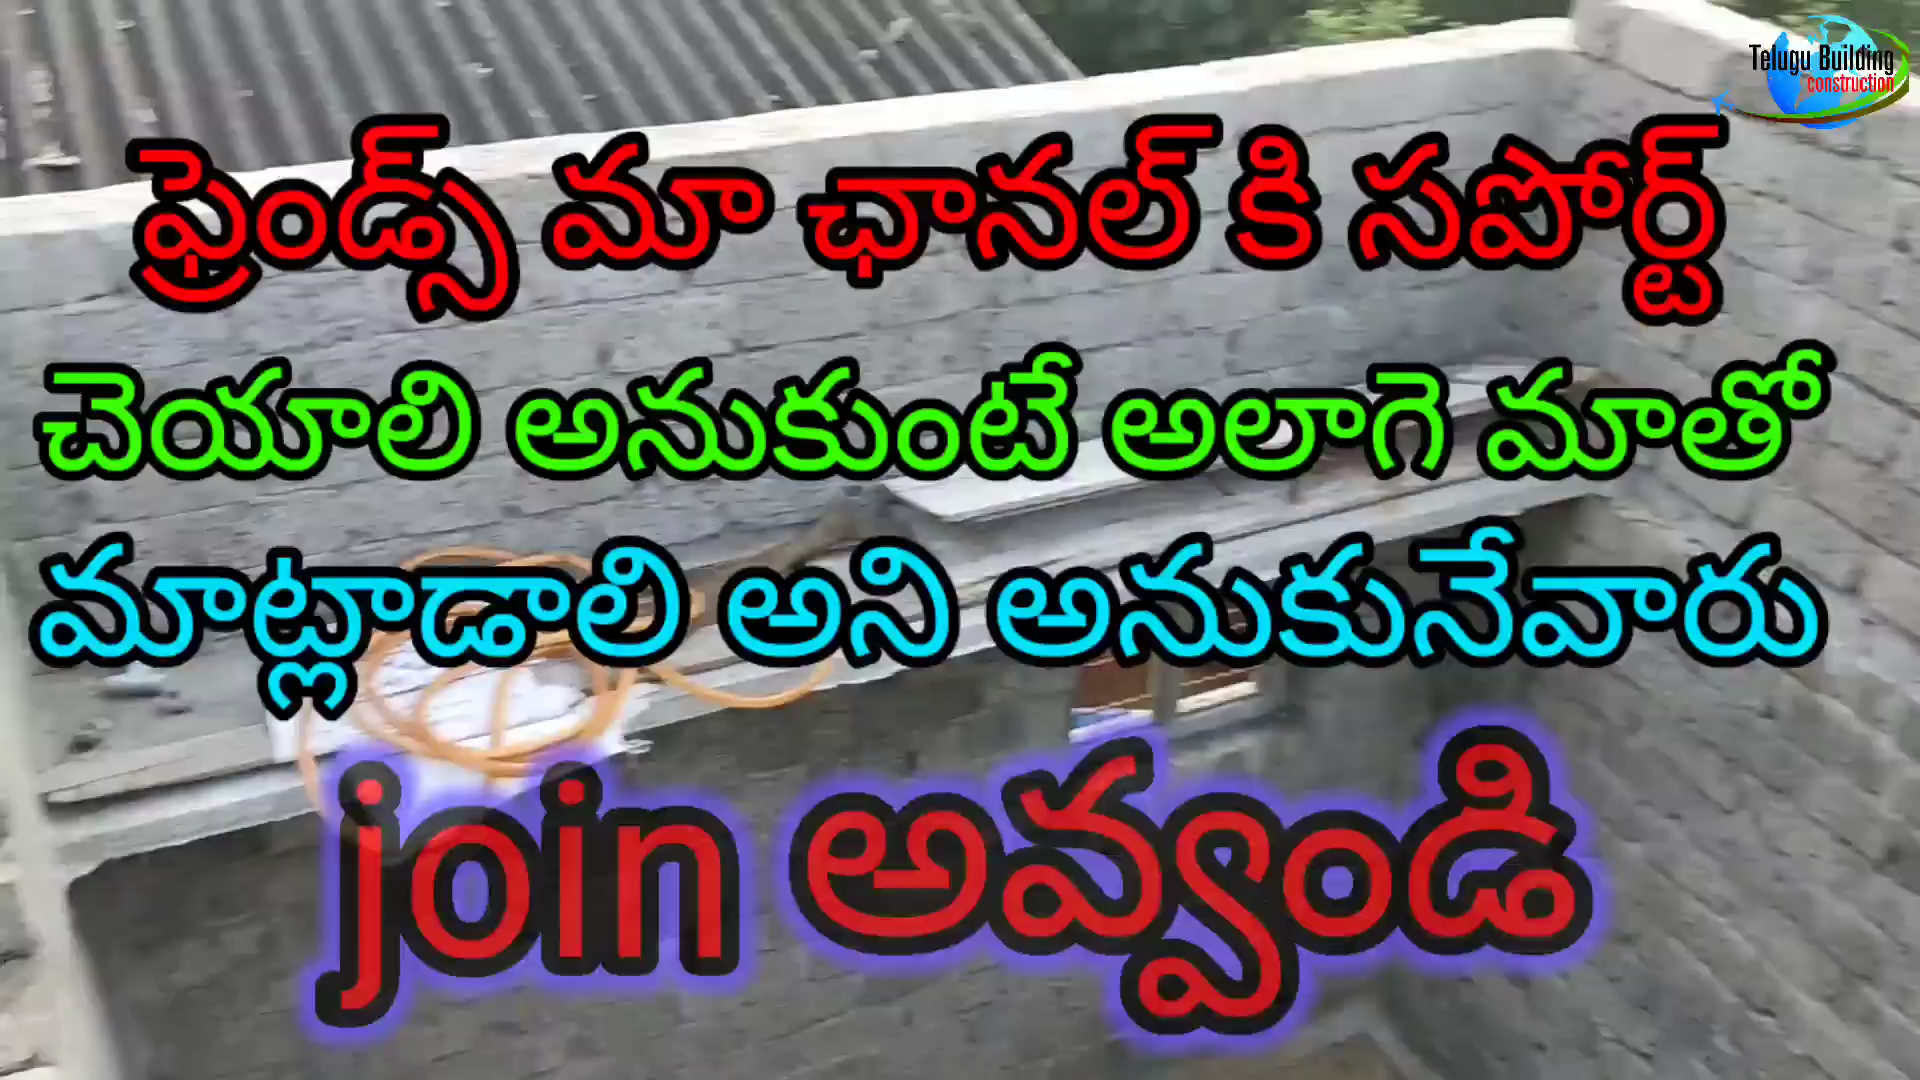 Telugu Building
construction
ఫ్రెండ్స్ మా ఛానల్ కి సపోర్ట్
చెయాలి అనుకుంటే అలాగె మాతో
మాట్లాడాలి అని అనుకునేవారు
join అవ్వండి